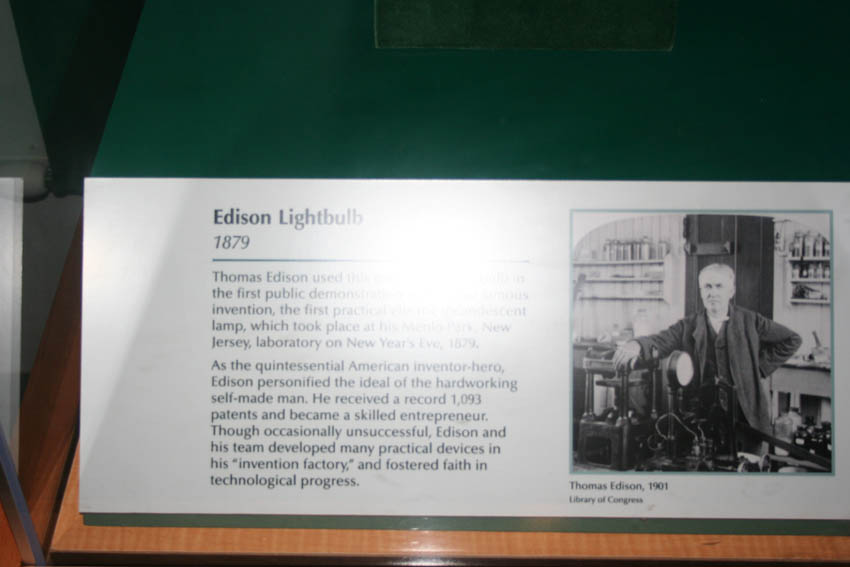 Edison Lightbulb
1879
Thomas Edison used this in
the first public demonstration famous
invention, the first practical incandescent
lamp, which took place at his Menlo Park, New
Jersey, laboratory on New Year's Eve, 1879.
As the quintessential American inventor-hero,
Edison personified the ideal of the hardworking
self-made man. He received a record 1,093
patents and became a skilled entrepreneur.
Though occasionally unsuccessful, Edison and
his team developed many practical devices in
his "invention factory," and fostered faith in
technological progress.
Thomas Edison, 1901
Library of Congress